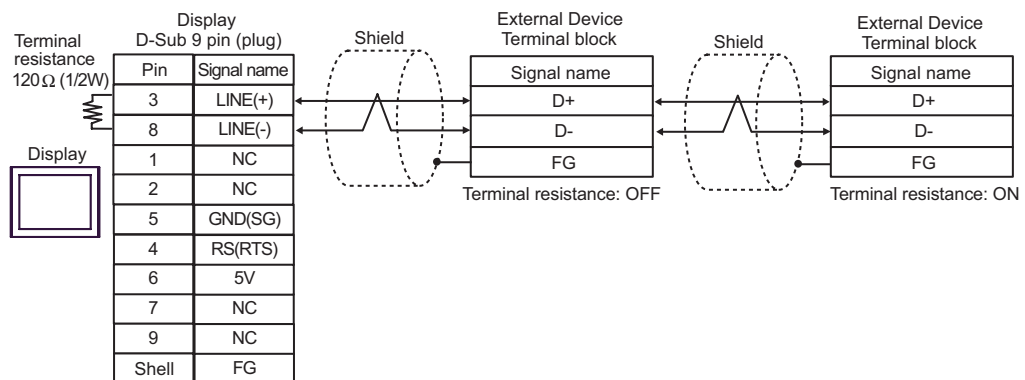 Terminal
resistance
120Ω (1/2W)
Display
Display
D-Sub 9 pin (plug)
Pin Signal name
3 LINE(+)
8 LINE(-)
1 NC
2 NC
5 GND(SG)
4 RS(RTS)
6 5V
7 NC
9 NC
Shell FG
Shield
External Device
Terminal block
Signal name
D+
D-
FG
Terminal resistance: OFF
Shield
External Device
Terminal block
Signal name
D+
D-
FG
Terminal resistance: ON